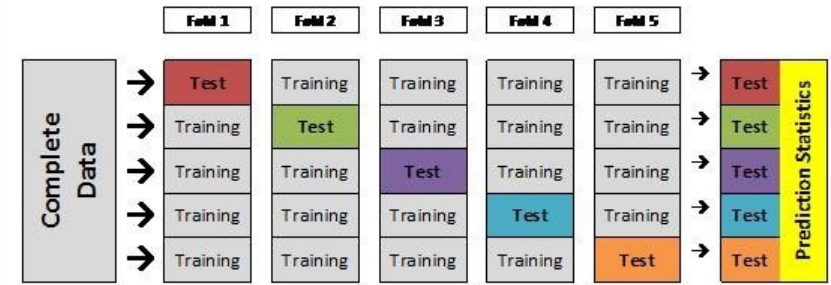 Fold 1 Fold 2 Fold 3 Fold 4 Fold 5
Complete Data
Test Training Training Training Training Test
Training Test Training Training Training Test
Training Training Test Training Training Test
Training Training Training Test Training Test
Training Training Training Training Test Test
Prediction Statistics